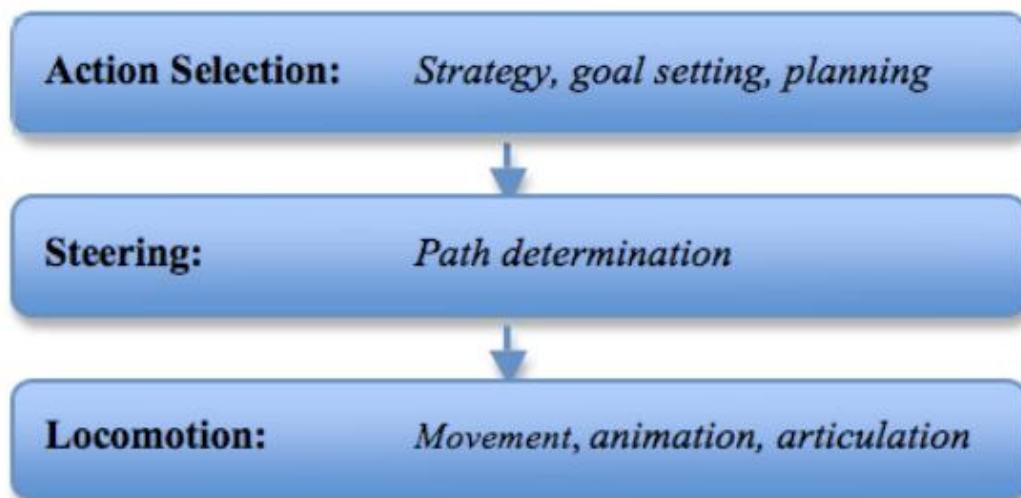 Action Selection: Strategy, goal setting, planning
Steering: Path determination
Locomotion: Movement, animation, articulation